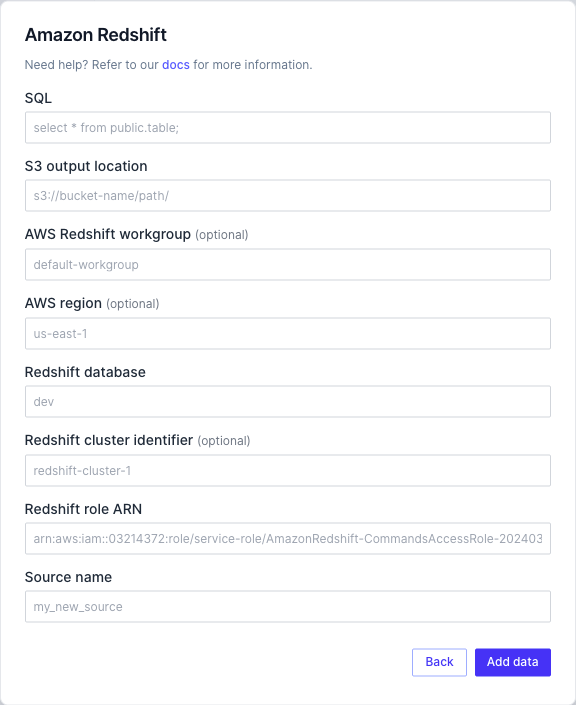 Amazon Redshift
Need help? Refer to our docs for more information.
SQL
select * from public.table;
S3 output location
s3://bucket-name/path/
AWS Redshift workgroup (optional)
default-workgroup
AWS region (optional)
us-east-1
Redshift database
dev
Redshift cluster identifier (optional)
redshift-cluster-1
Redshift role ARN
arn:aws:iam::03214372:role/service-role/AmazonRedshift-CommandsAccessRole-202403
Source name
my_new_source
Back
Add data